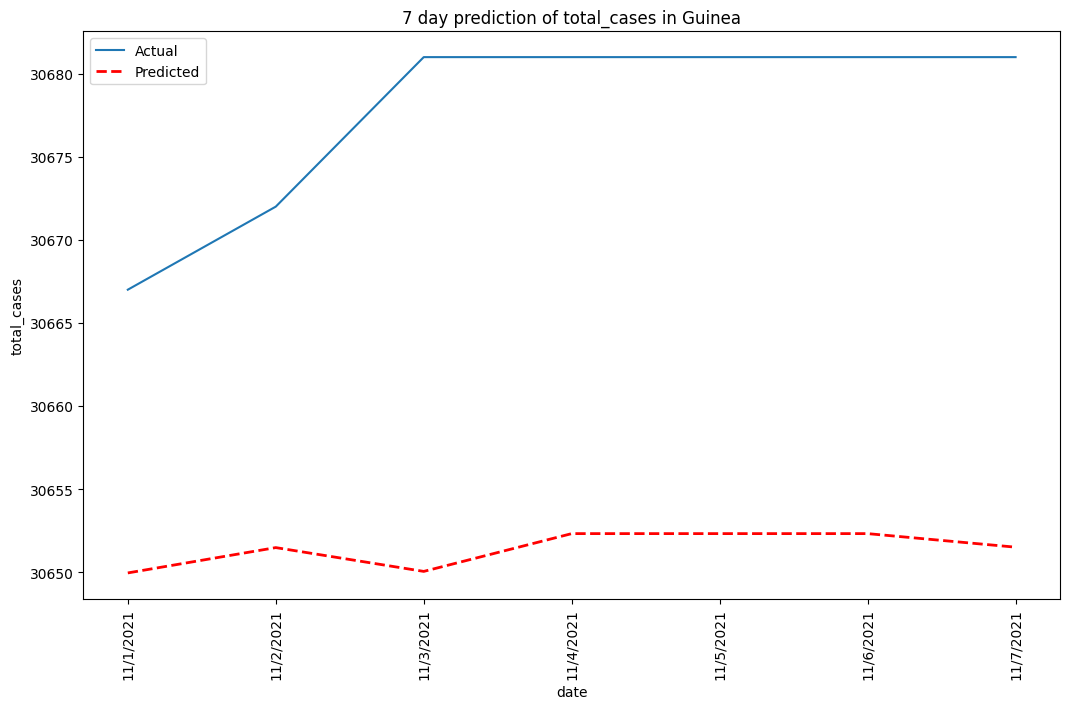 7 day prediction of total_cases in Guinea
Actual
Predicted
30680
30675
30670
30665
30660
30655
30650
total_cases
11/1/2021
11/2/2021
11/3/2021
11/4/2021
11/5/2021
11/6/2021
11/7/2021
date